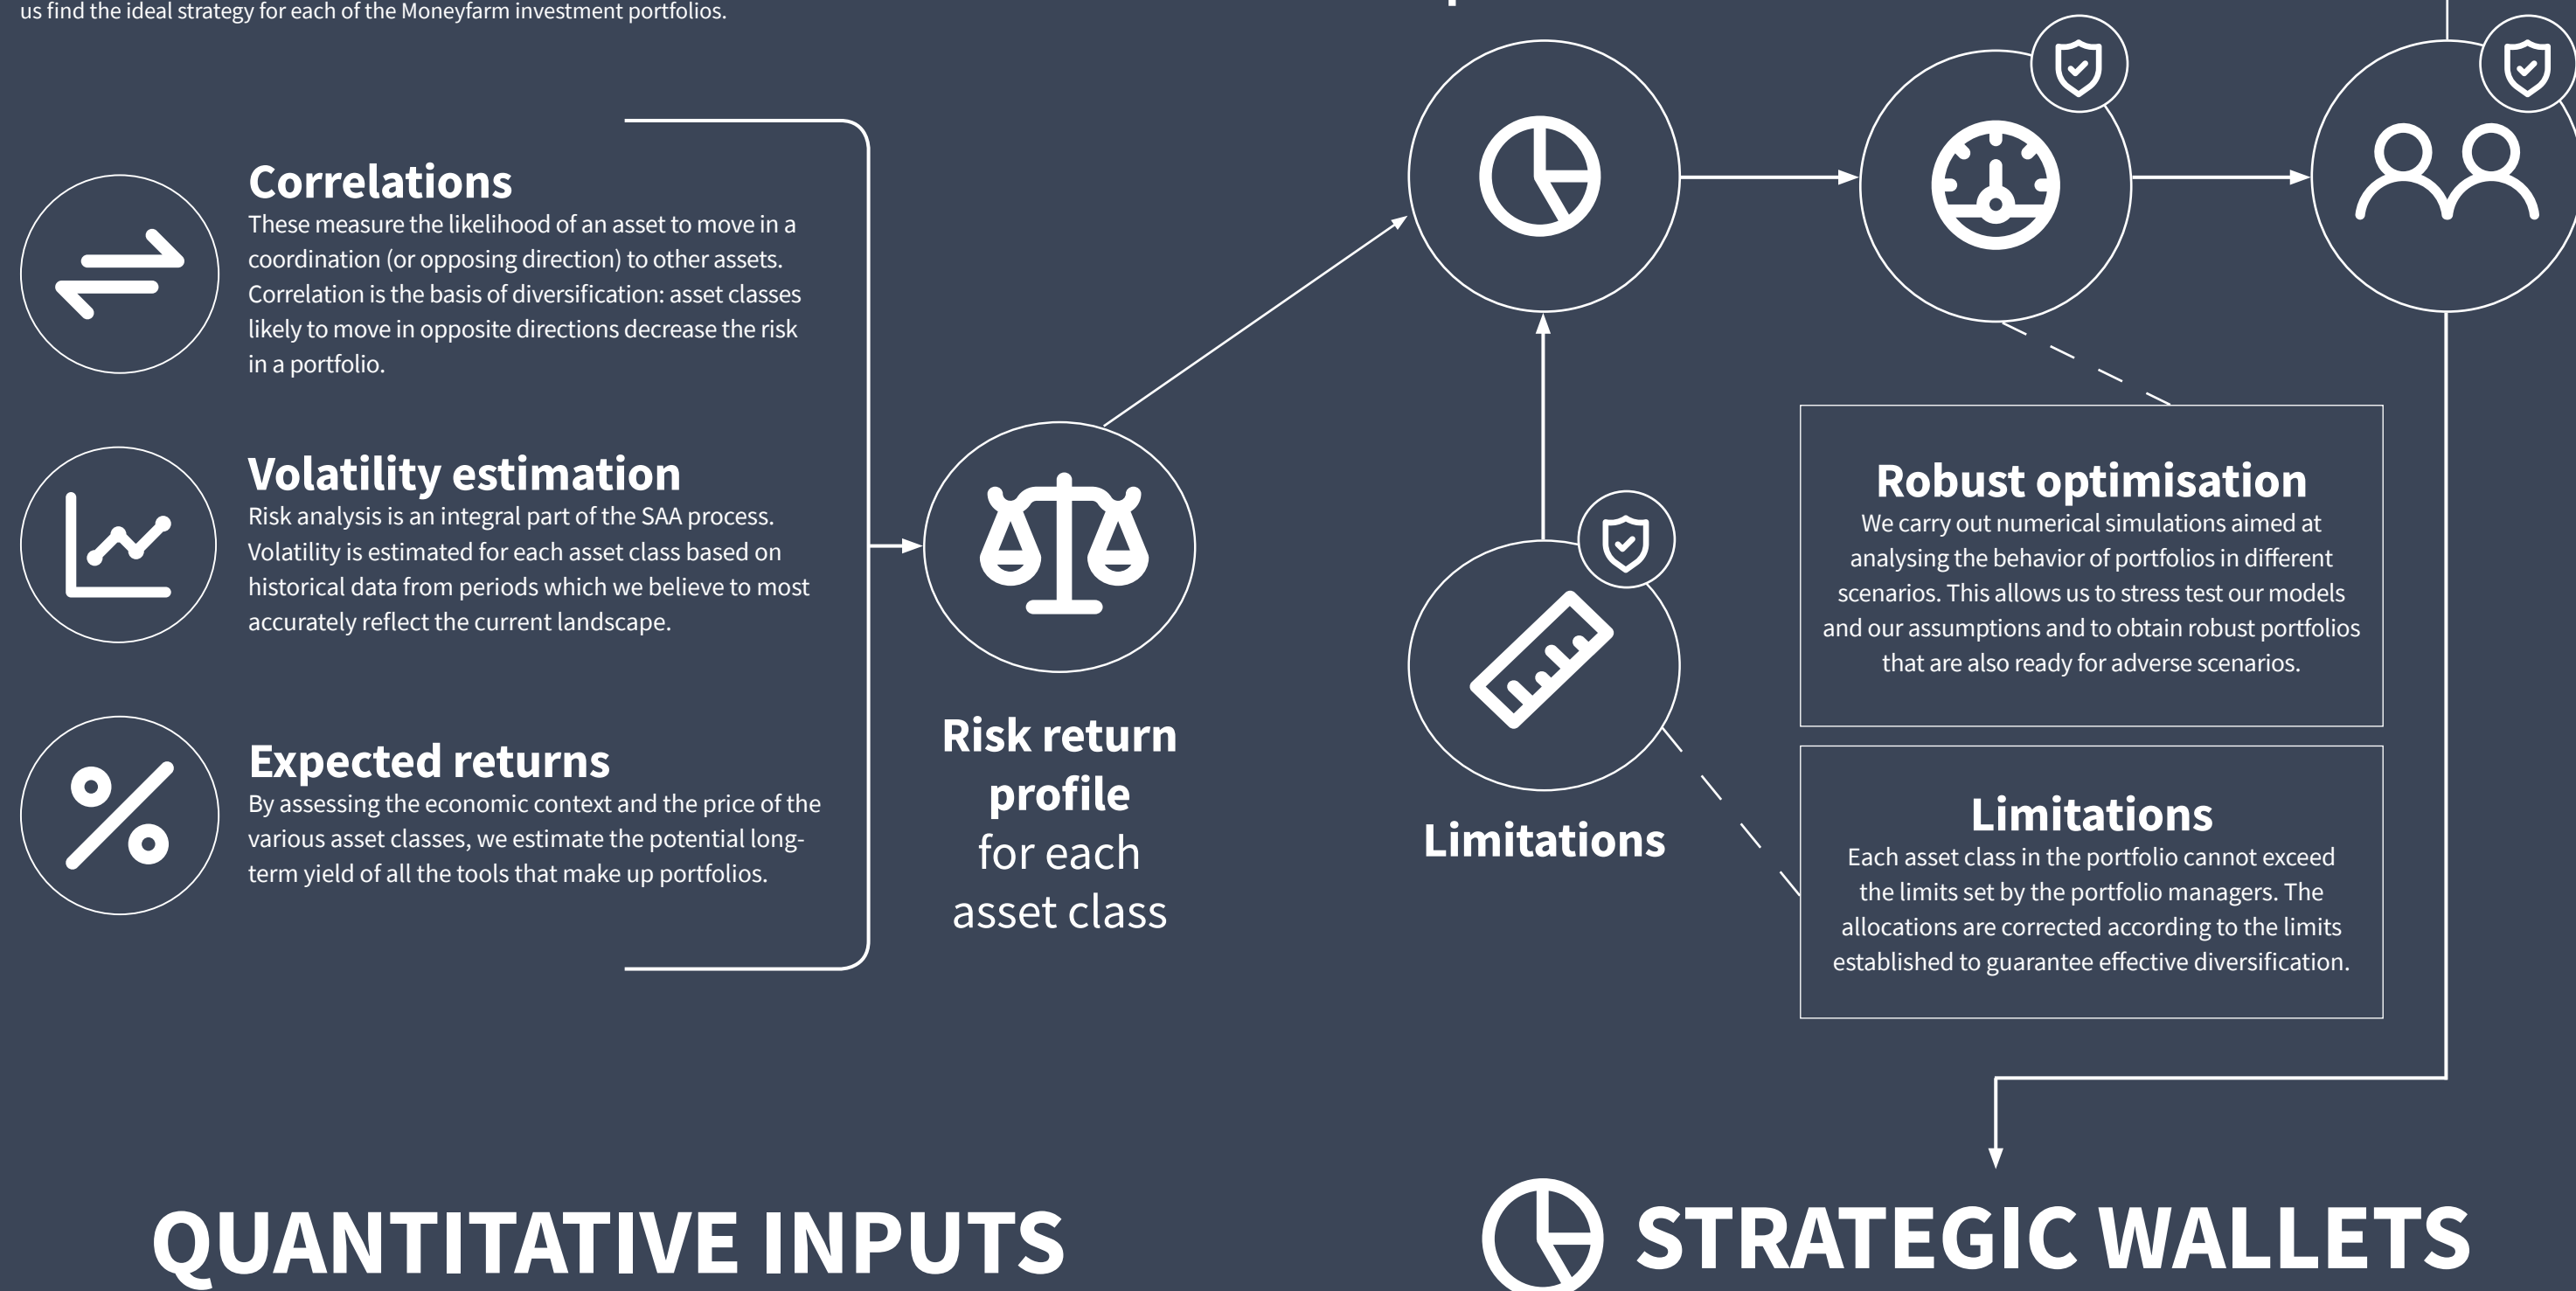 us find the ideal strategy for each of the Moneyfarm investment portfolios.
Correlations
These measure the likelihood of an asset to move in a
coordination (or opposing direction) to other assets.
Correlation is the basis of diversification: asset classes
likely to move in opposite directions decrease the risk
in a portfolio.
Volatility estimation
Risk analysis is an integral part of the SAA process.
Volatility is estimated for each asset class based on
historical data from periods which we believe to most
accurately reflect the current landscape.
Expected returns
By assessing the economic context and the price of the
various asset classes, we estimate the potential long-
term yield of all the tools that make up portfolios.
Risk return
profile
for each
asset class
Limitations
Robust optimisation
We carry out numerical simulations aimed at
analysing the behavior of portfolios in different
scenarios. This allows us to stress test our models
and our assumptions and to obtain robust portfolios
that are also ready for adverse scenarios.
Limitations
Each asset class in the portfolio cannot exceed
the limits set by the portfolio managers. The
allocations are corrected according to the limits
established to guarantee effective diversification.
QUANTITATIVE INPUTS
STRATEGIC WALLETS